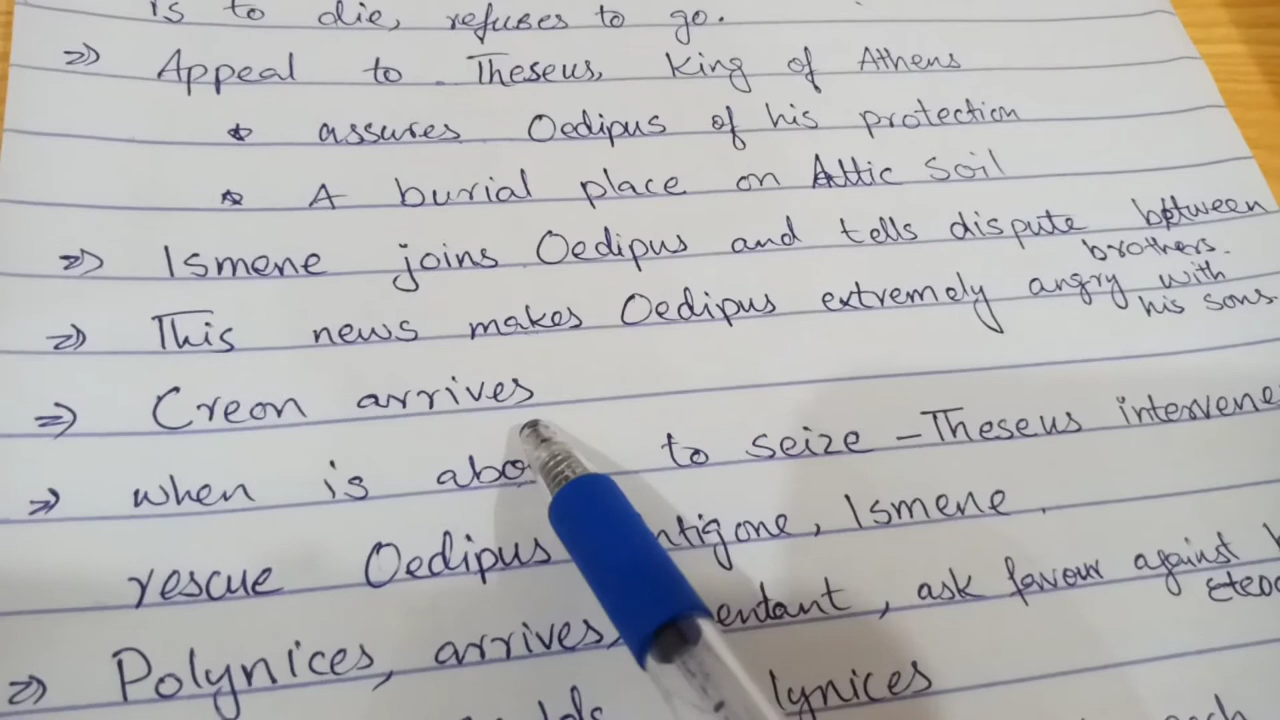 is to die, refuses to go.
⇒ Appeal to Theseus, King of Athens
* assures Oedipus of his protection
* A burial place on Attic Soil
⇒ Ismene joins Oedipus and tells dispute between brothers.
⇒ This news makes Oedipus extremely angry with his sons.
⇒ Creon arrives
⇒ when is abo to seize - Theseus intervene
rescue Oedipus ntigone, Ismene.
⇒ Polynices, arrives, entant, ask favour against
lynices